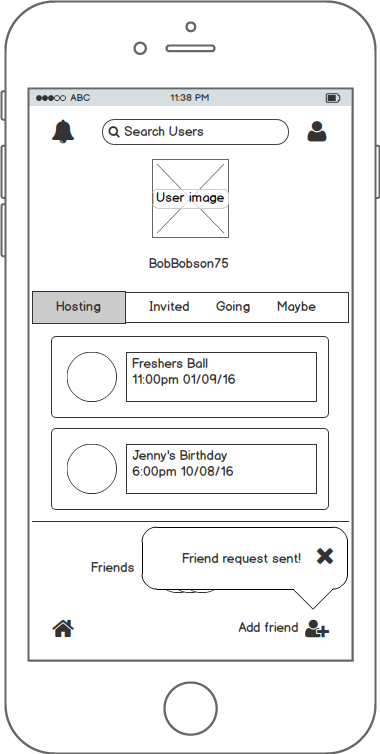 ABC 11:38 PM
Search Users
User image
BobBobson75
Hosting Invited Going Maybe
Freshers Ball
11:00pm 01/09/16
Jenny's Birthday
6:00pm 10/08/16
Friend request sent!
Friends
Add friend